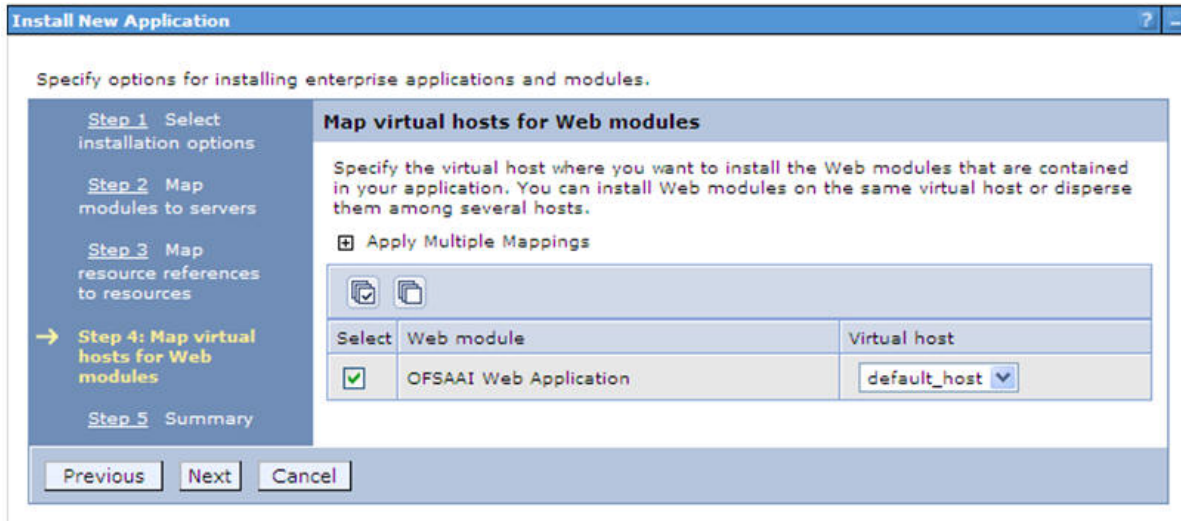 Install New Application
?
Specify options for installing enterprise applications and modules.
Step 1 Select
installation options
Step 2 Map
modules to servers
Step 3 Map
resource references
to resources
Step 4: Map virtual
hosts for Web
modules
Step 5 Summary
Map virtual hosts for Web modules
Specify the virtual host where you want to install the Web modules that are contained
in your application. You can install Web modules on the same virtual host or disperse
them among several hosts.
Apply Multiple Mappings
Select Web module Virtual host
OFSAAI Web Application default_host
Previous Next Cancel